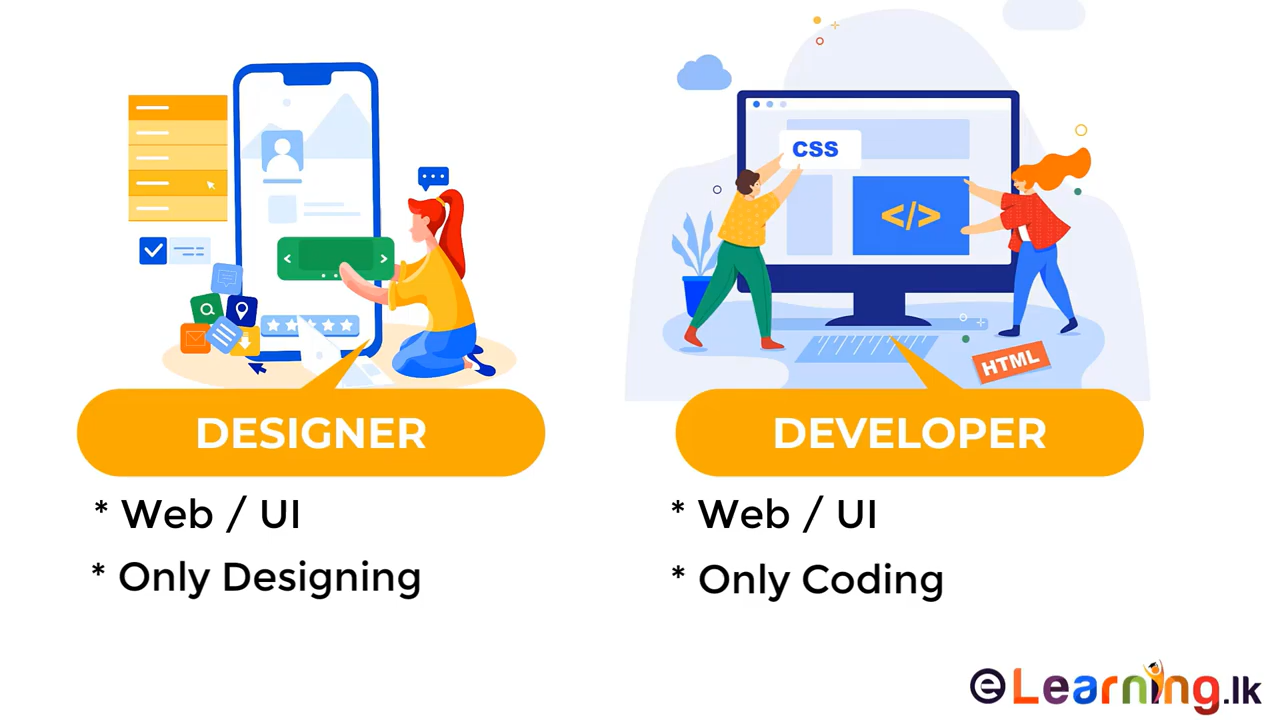 CSS
</>
HTML
DESIGNER
* Web / UI
* Only Designing
DEVELOPER
* Web / UI
* Only Coding
eLearning.lk